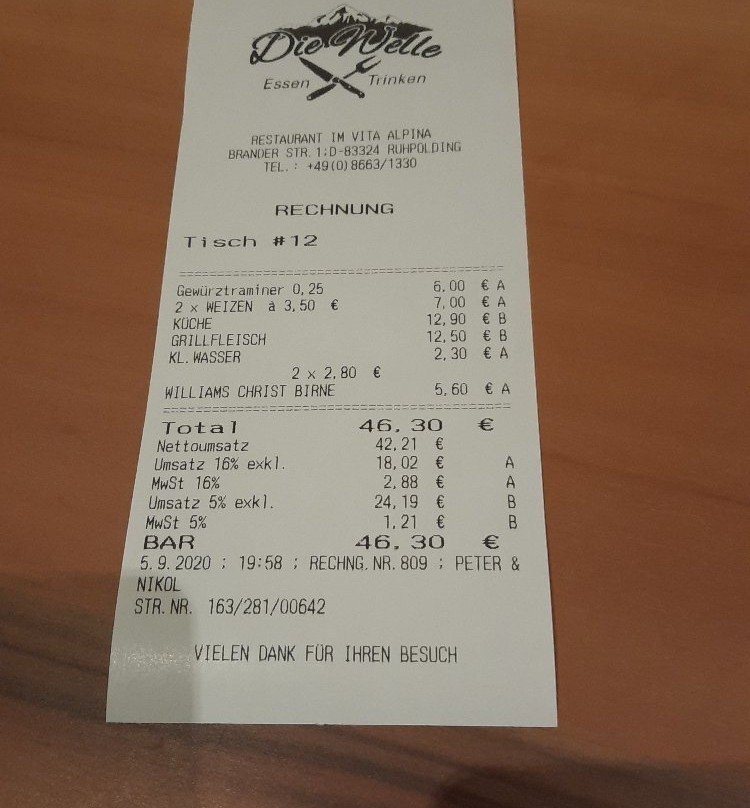 Die Welle
Essen Trinken
RESTAURANT IM VITA ALPINA
BRANDER STR. 1;D-83324 RUHPOLDING
TEL.: +49(0)8663/1330
RECHNUNG
Tisch #12
Gewürztraminer 0,25 6,00 € A
2 x WEIZEN à 3,50 € 7,00 € A
KÜCHE 12,90 € B
GRILLFLEISCH 12,50 € B
KL. WASSER 2,30 € A
2 x 2,80 €
WILLIAMS CHRIST BIRNE 5,60 € A
Total 46,30 €
Nettoumsatz 42,21 €
Umsatz 16% exkl. 18,02 € A
MwSt 16% 2,88 € A
Umsatz 5% exkl. 24,19 € B
MwSt 5% 1,21 € B
BAR 46,30 €
5.9.2020 ; 19:58 ; RECHNG.NR.809 ; PETER &
NIKOL
STR.NR. 163/281/00642
VIELEN DANK FÜR IHREN BESUCH